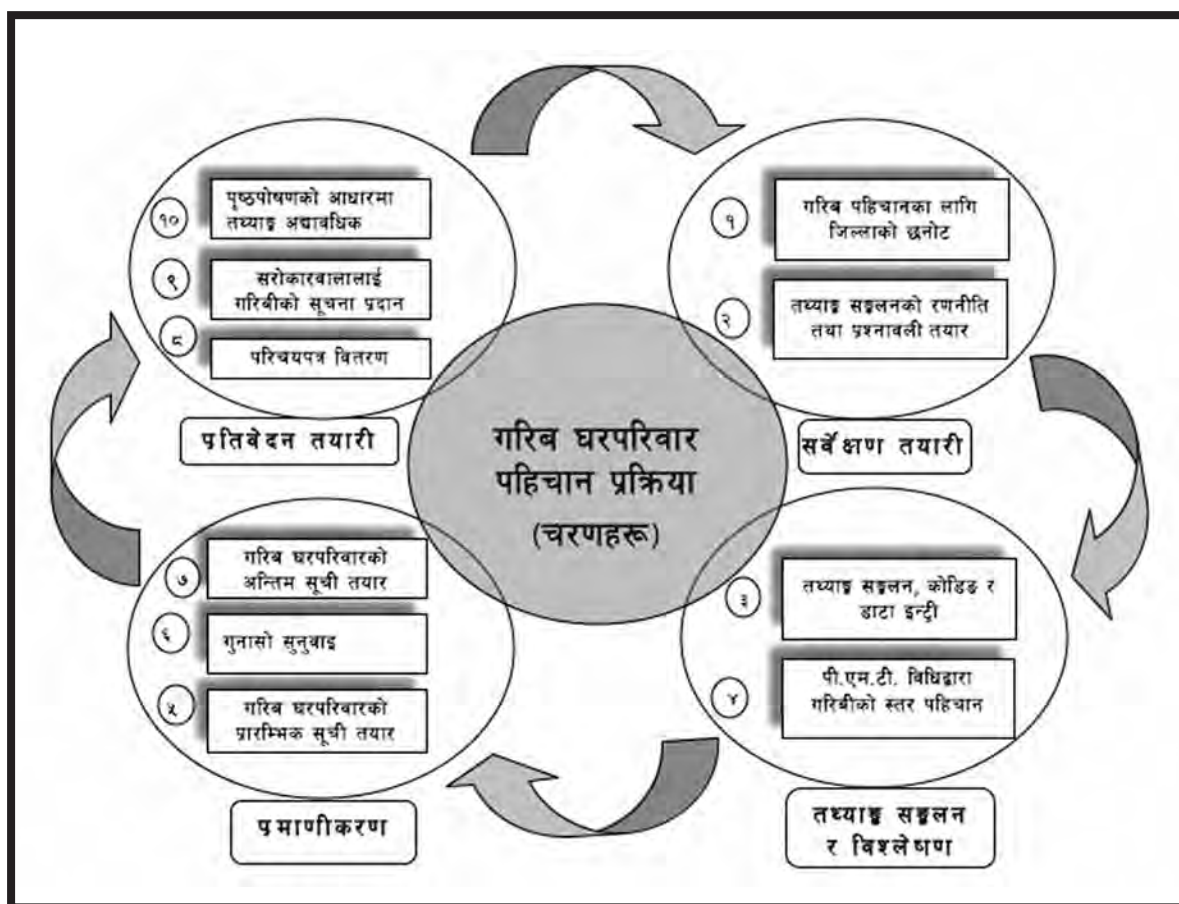 गरिब घरपरिवार
पहिचान प्रक्रिया
(चरणहरू)
१
गरिब पहिचानका लागि
जिल्लाको छनोट
२
तथ्याङ्क सङ्कलनको रणनीति
तथा प्रश्नावली तयार
सर्वेक्षण तयारी
३
तथ्याङ्क सङ्कलन, कोडिङ र
डाटा इन्ट्री
४
पी.एम.टी. विधिद्वारा
गरिबीको स्तर पहिचान
तथ्याङ्क सङ्कलन
र विश्लेषण
७
गरिब घरपरिवारको
अन्तिम सूची तयार
६
गुनासो सुनुवाइ
५
गरिब घरपरिवारको
प्रारम्भिक सूची तयार
प्रमाणीकरण
१०
पृष्ठपोषणको आधारमा
तथ्याङ्क अद्यावधिक
९
सरोकारवालालाई
गरिबीको सूचना प्रदान
८
परिचयपत्र वितरण
प्रतिवेदन तयारी